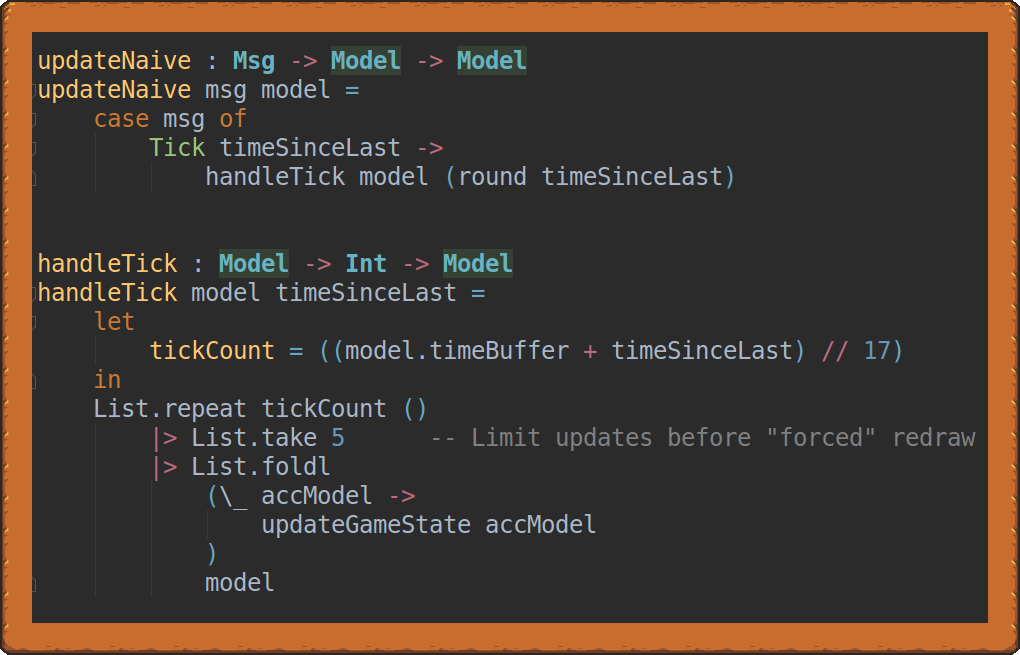 updateNaive : Msg -> Model -> Model
updateNaive msg model =
    case msg of
        Tick timeSinceLast ->
            handleTick model (round timeSinceLast)
handleTick : Model -> Int -> Model
handleTick model timeSinceLast =
    let
        tickCount = ((model.timeBuffer + timeSinceLast) // 17)
    in
    List.repeat tickCount ()
        |> List.take 5      -- Limit updates before "forced" redraw
        |> List.foldl
            (\_ accModel ->
                updateGameState accModel
            )
            model